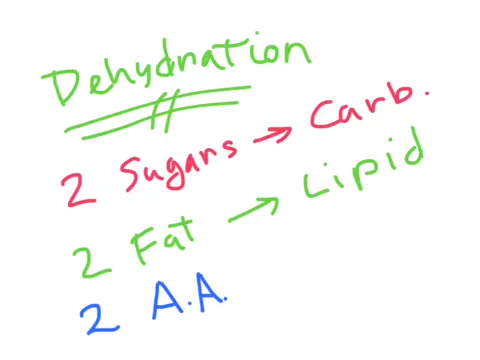 Dehydration
2 Sugars → Carb.
2 Fat → Lipid
2 A.A.